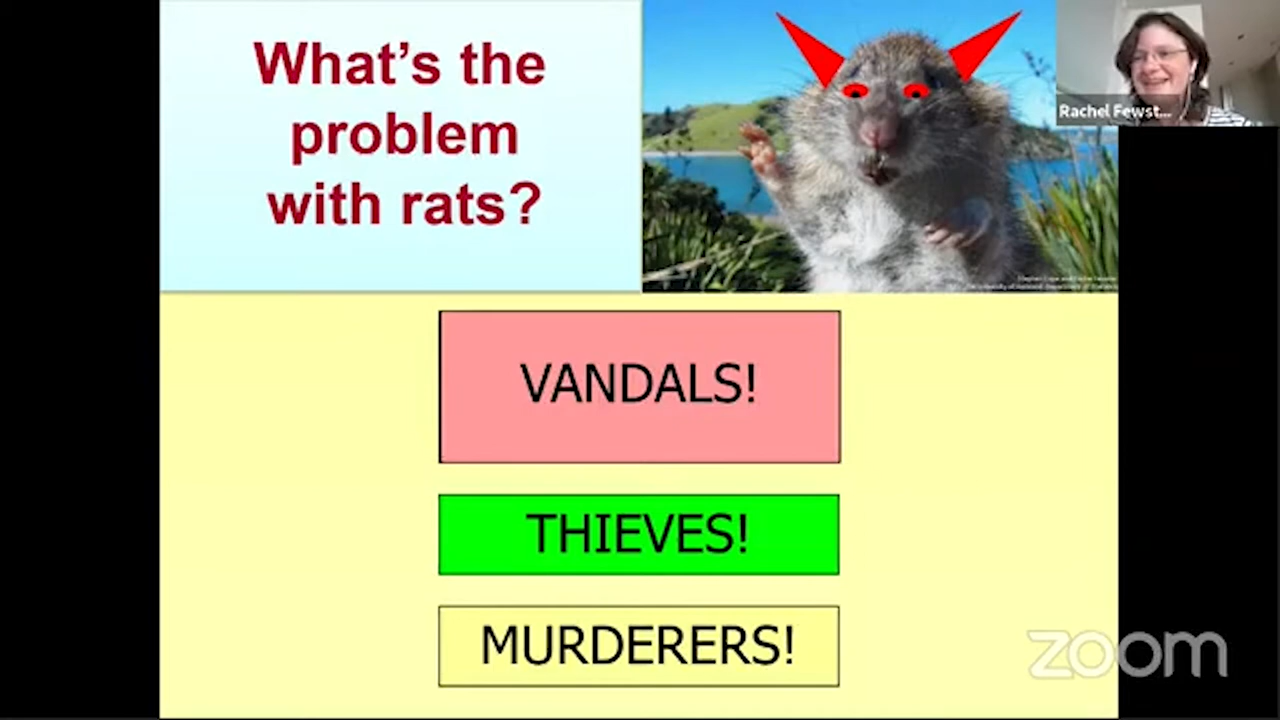 What's the
problem
with rats?
Rachel Fewst...
VANDALS!
THIEVES!
MURDERERS!
zoom